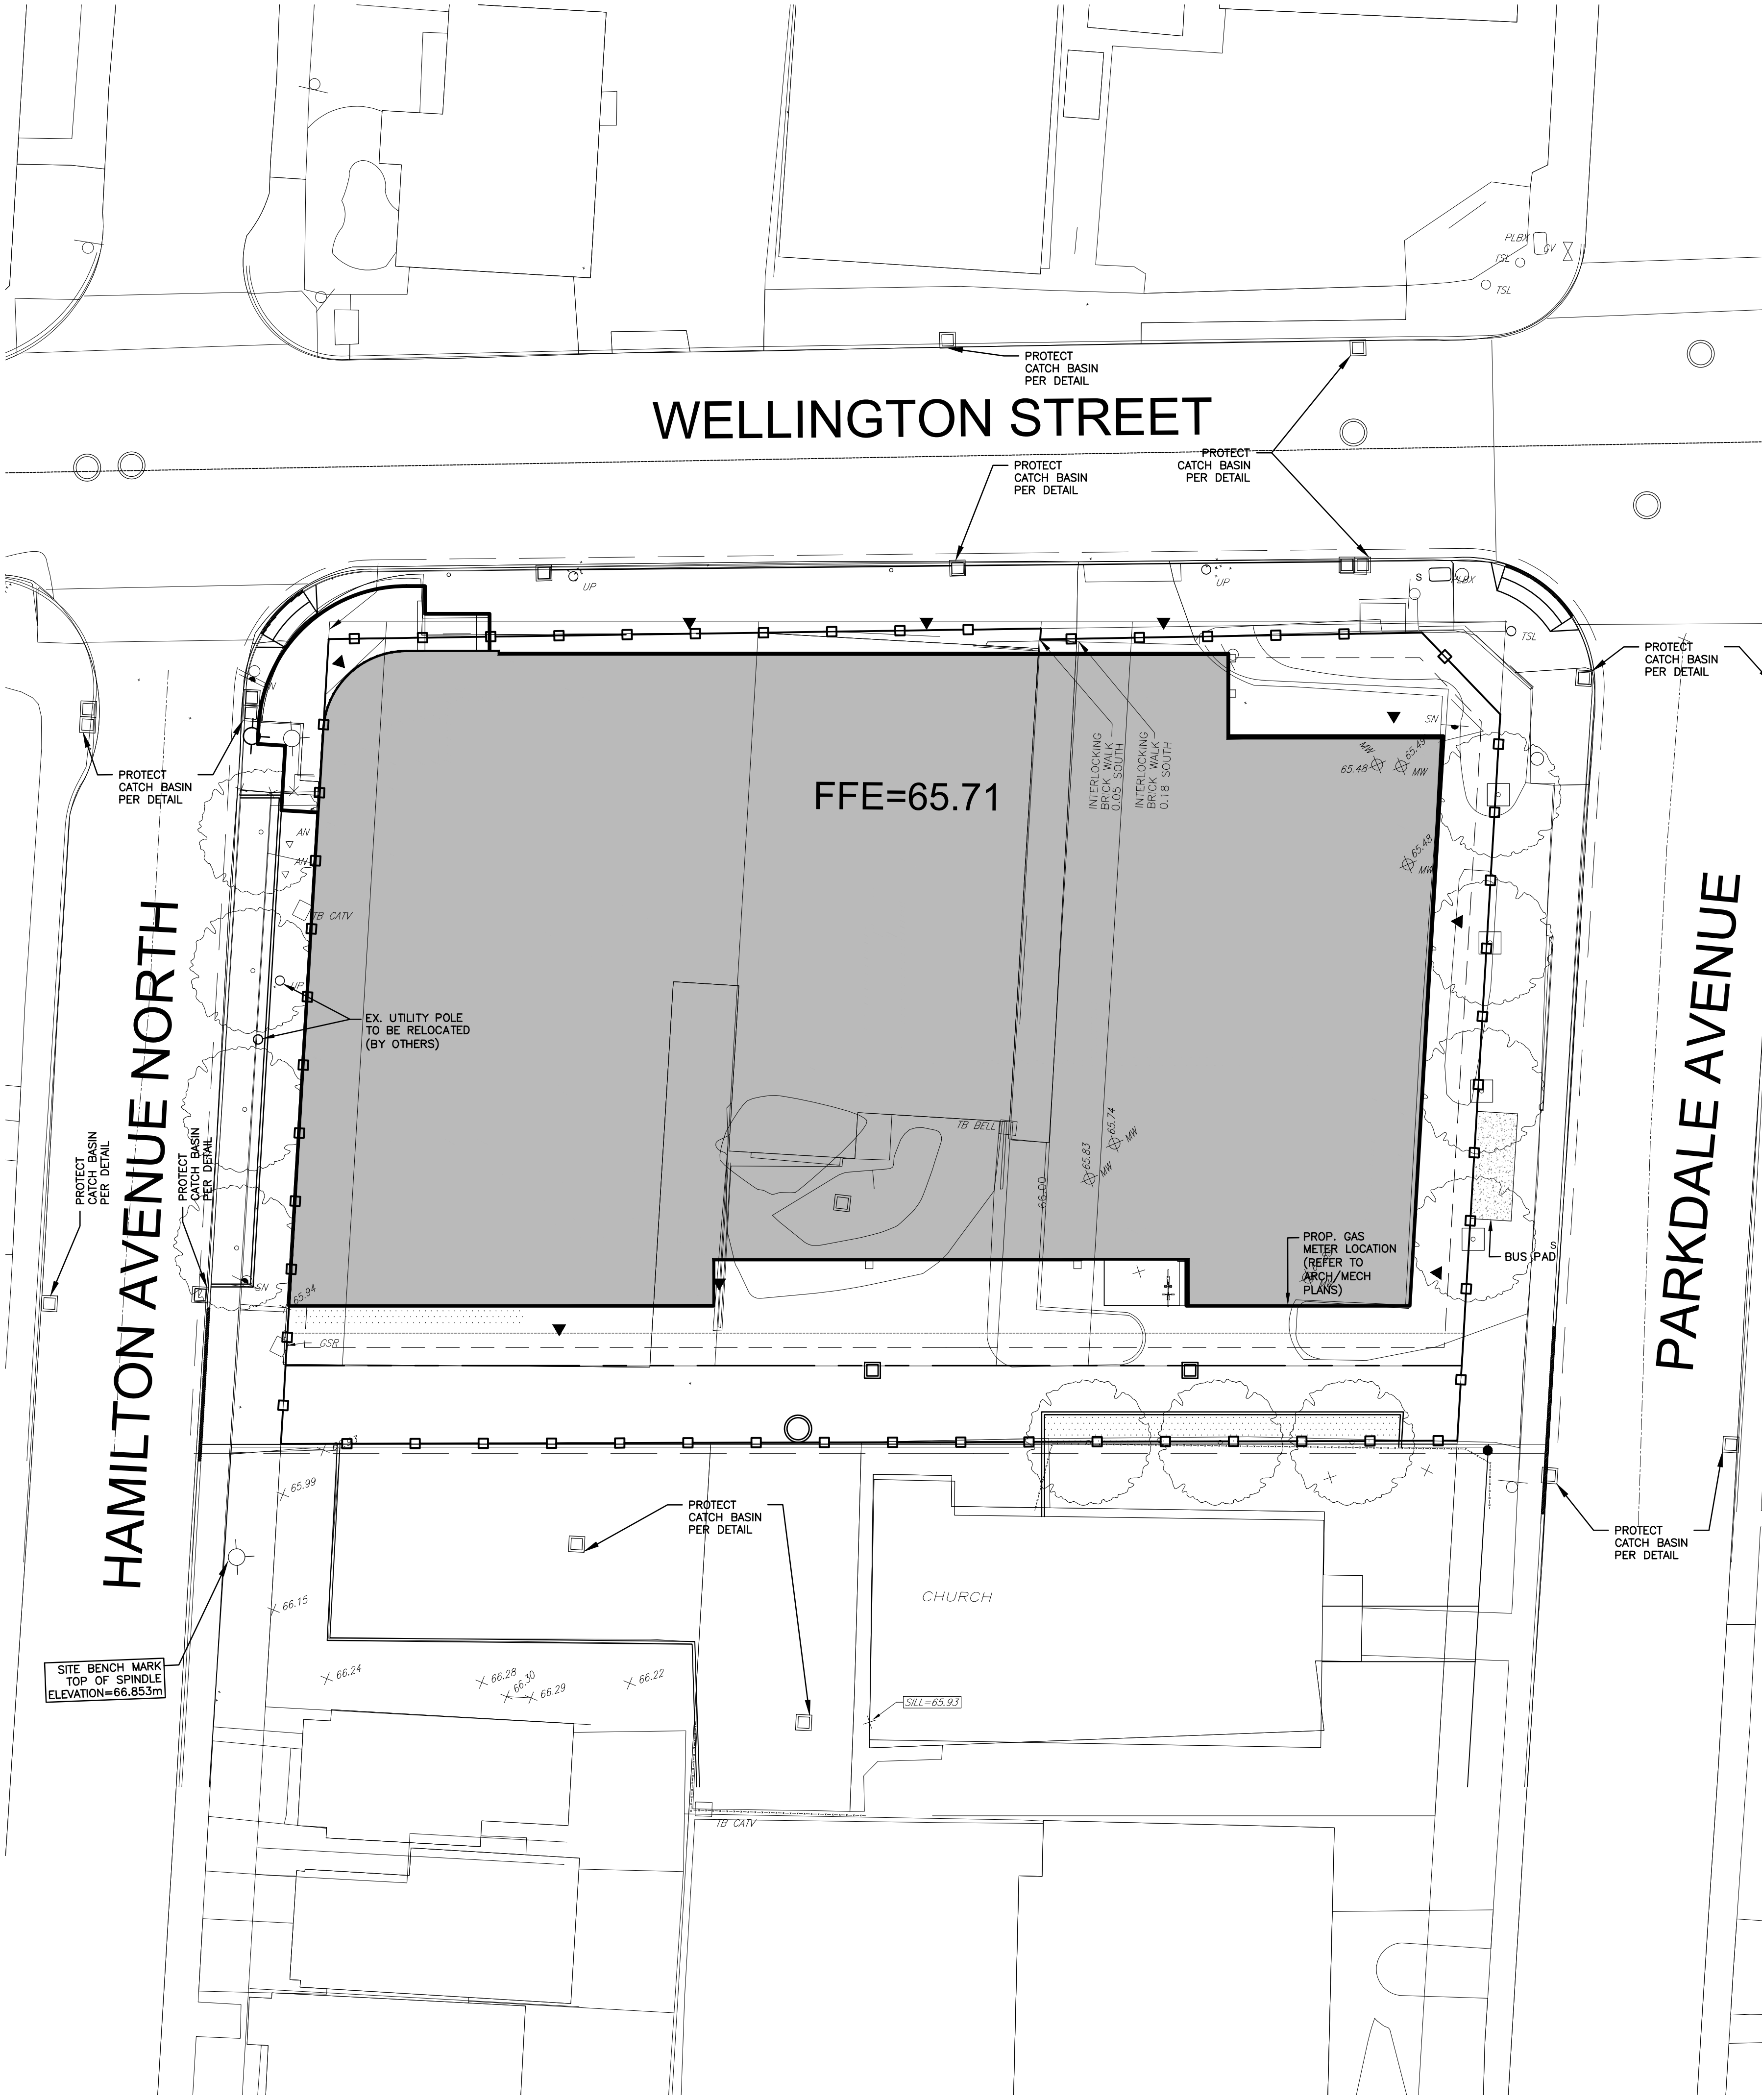 PLBX
GV
TSL
TSL
PROTECT
CATCH BASIN
PER DETAIL
WELLINGTON STREET
PROTECT
CATCH BASIN
PER DETAIL
PROTECT
CATCH BASIN
PER DETAIL
UP
UP
S
PLBX
TSL
PROTECT
CATCH BASIN
PER DETAIL
SN
PROTECT
CATCH BASIN
PER DETAIL
INTERLOCKING
BRICK WALK
0.05 SOUTH
INTERLOCKING
BRICK WALK
0.18 SOUTH
MW
65.48
65.49
MW
FFE=65.71
AN
AN
65.48
MW
TB CATV
UP
EX. UTILITY POLE
TO BE RELOCATED
(BY OTHERS)
HAMILTON AVENUE NORTH
PARKDALE AVENUE
PROTECT
CATCH BASIN
PER DETAIL
PROTECT
CATCH BASIN
PER DETAIL
TB BELL
65.74
MW
65.83
MW
66.00
PROP. GAS
METER LOCATION
(REFER TO
ARCH/MECH
PLANS)
S
BUS PAD
SN
65.94
GSR
65.99
PROTECT
CATCH BASIN
PER DETAIL
PROTECT
CATCH BASIN
PER DETAIL
CHURCH
66.15
SITE BENCH MARK
TOP OF SPINDLE
ELEVATION=66.853m
66.24
66.28
66.30
66.29
66.22
SILL=65.93
TB CATV